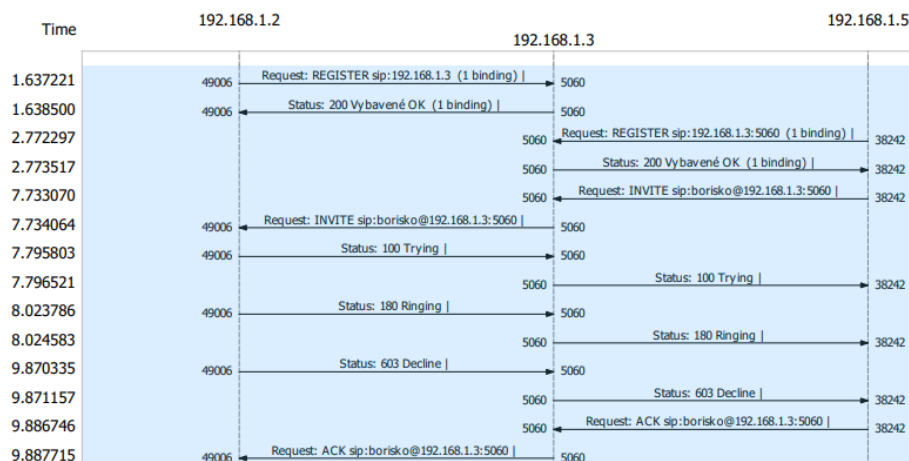 192.168.1.2 192.168.1.5
Time 192.168.1.3
1.637221 49006 Request: REGISTER sip:192.168.1.3 (1 binding) | 5060
1.638500 49006 Status: 200 Vybavené OK (1 binding) | 5060
2.772297 5060 Request: REGISTER sip:192.168.1.3:5060 (1 binding) | 38242
2.773517 5060 Status: 200 Vybavené OK (1 binding) | 38242
7.733070 5060 Request: INVITE sip:borisko@192.168.1.3:5060 | 38242
7.734064 49006 Request: INVITE sip:borisko@192.168.1.3:5060 | 5060
7.795803 49006 Status: 100 Trying | 5060
7.796521 5060 Status: 100 Trying | 38242
8.023786 49006 Status: 180 Ringing | 5060
8.024583 5060 Status: 180 Ringing | 38242
9.870335 49006 Status: 603 Decline | 5060
9.871157 5060 Status: 603 Decline | 38242
9.886746 5060 Request: ACK sip:borisko@192.168.1.3:5060 | 38242
9.887715 49006 Request: ACK sip:borisko@192.168.1.3:5060 | 5060